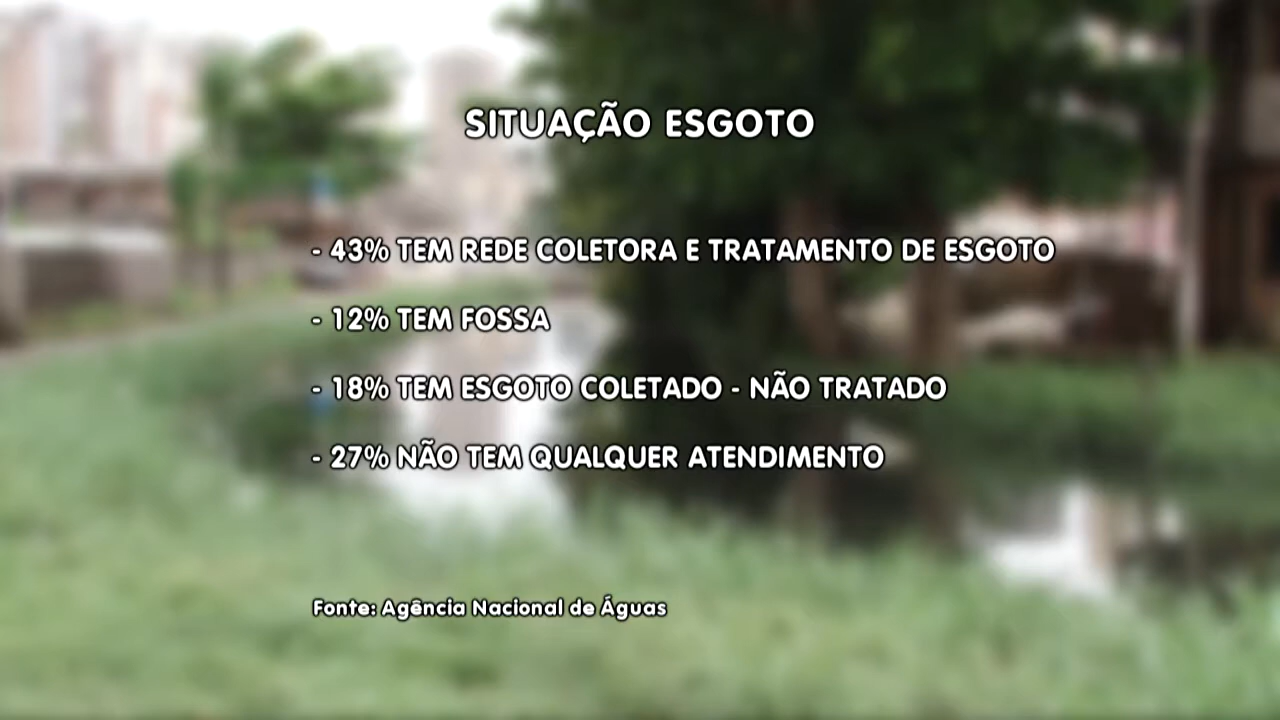 SITUAÇÃO ESGOTO
- 43% TEM REDE COLETORA E TRATAMENTO DE ESGOTO
- 12% TEM FOSSA
- 18% TEM ESGOTO COLETADO - NÃO TRATADO
- 27% NÃO TEM QUALQUER ATENDIMENTO
Fonte: Agência Nacional de Águas